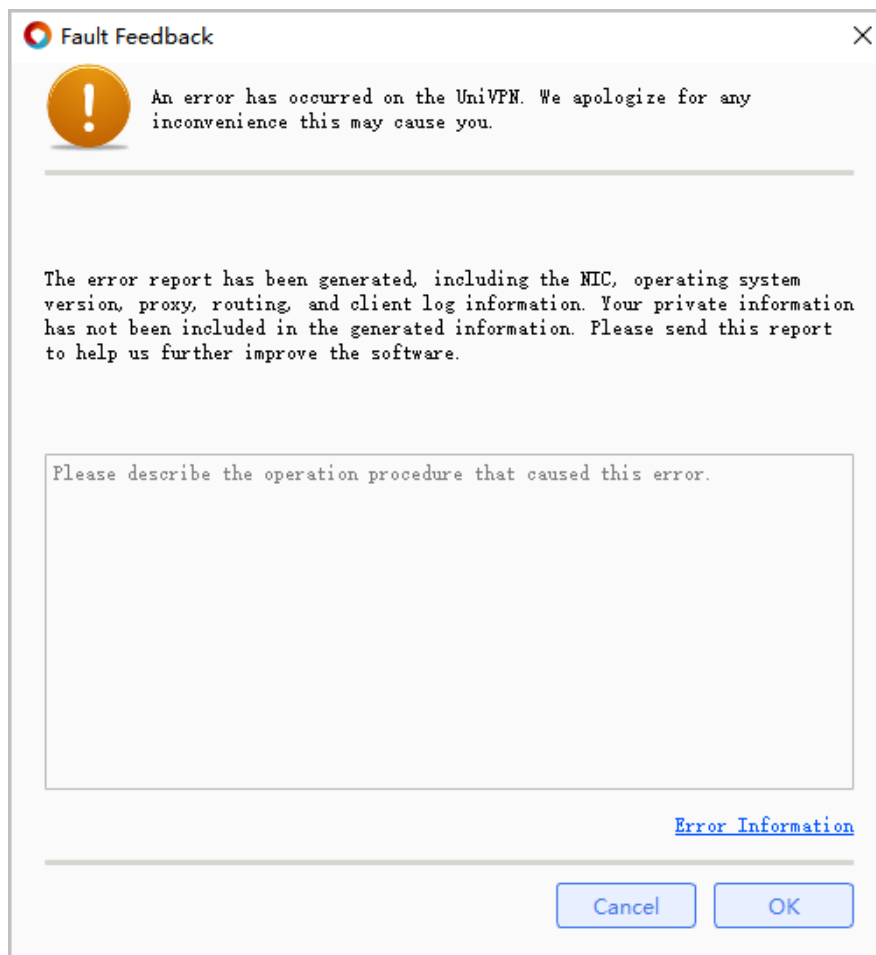 Fault Feedback
An error has occurred on the UniVPN. We apologize for any
inconvenience this may cause you.
The error report has been generated, including the NIC, operating system
version, proxy, routing, and client log information. Your private information
has not been included in the generated information. Please send this report
to help us further improve the software.
Please describe the operation procedure that caused this error.
Error Information
Cancel
OK